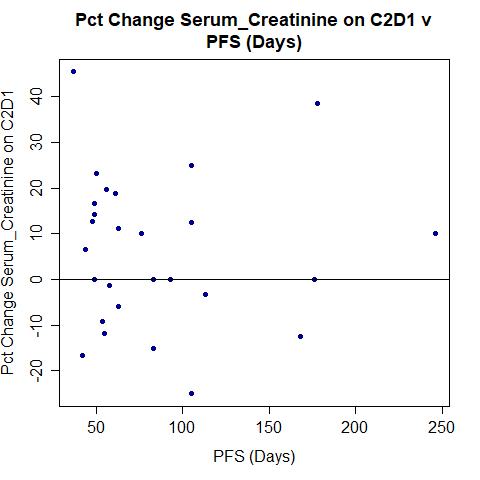 Pct Change Serum_Creatinine on C2D1 v
PFS (Days)
Pct Change Serum_Creatinine on C2D1
40
30
20
10
0
-10
-20
50 100 150 200 250
PFS (Days)